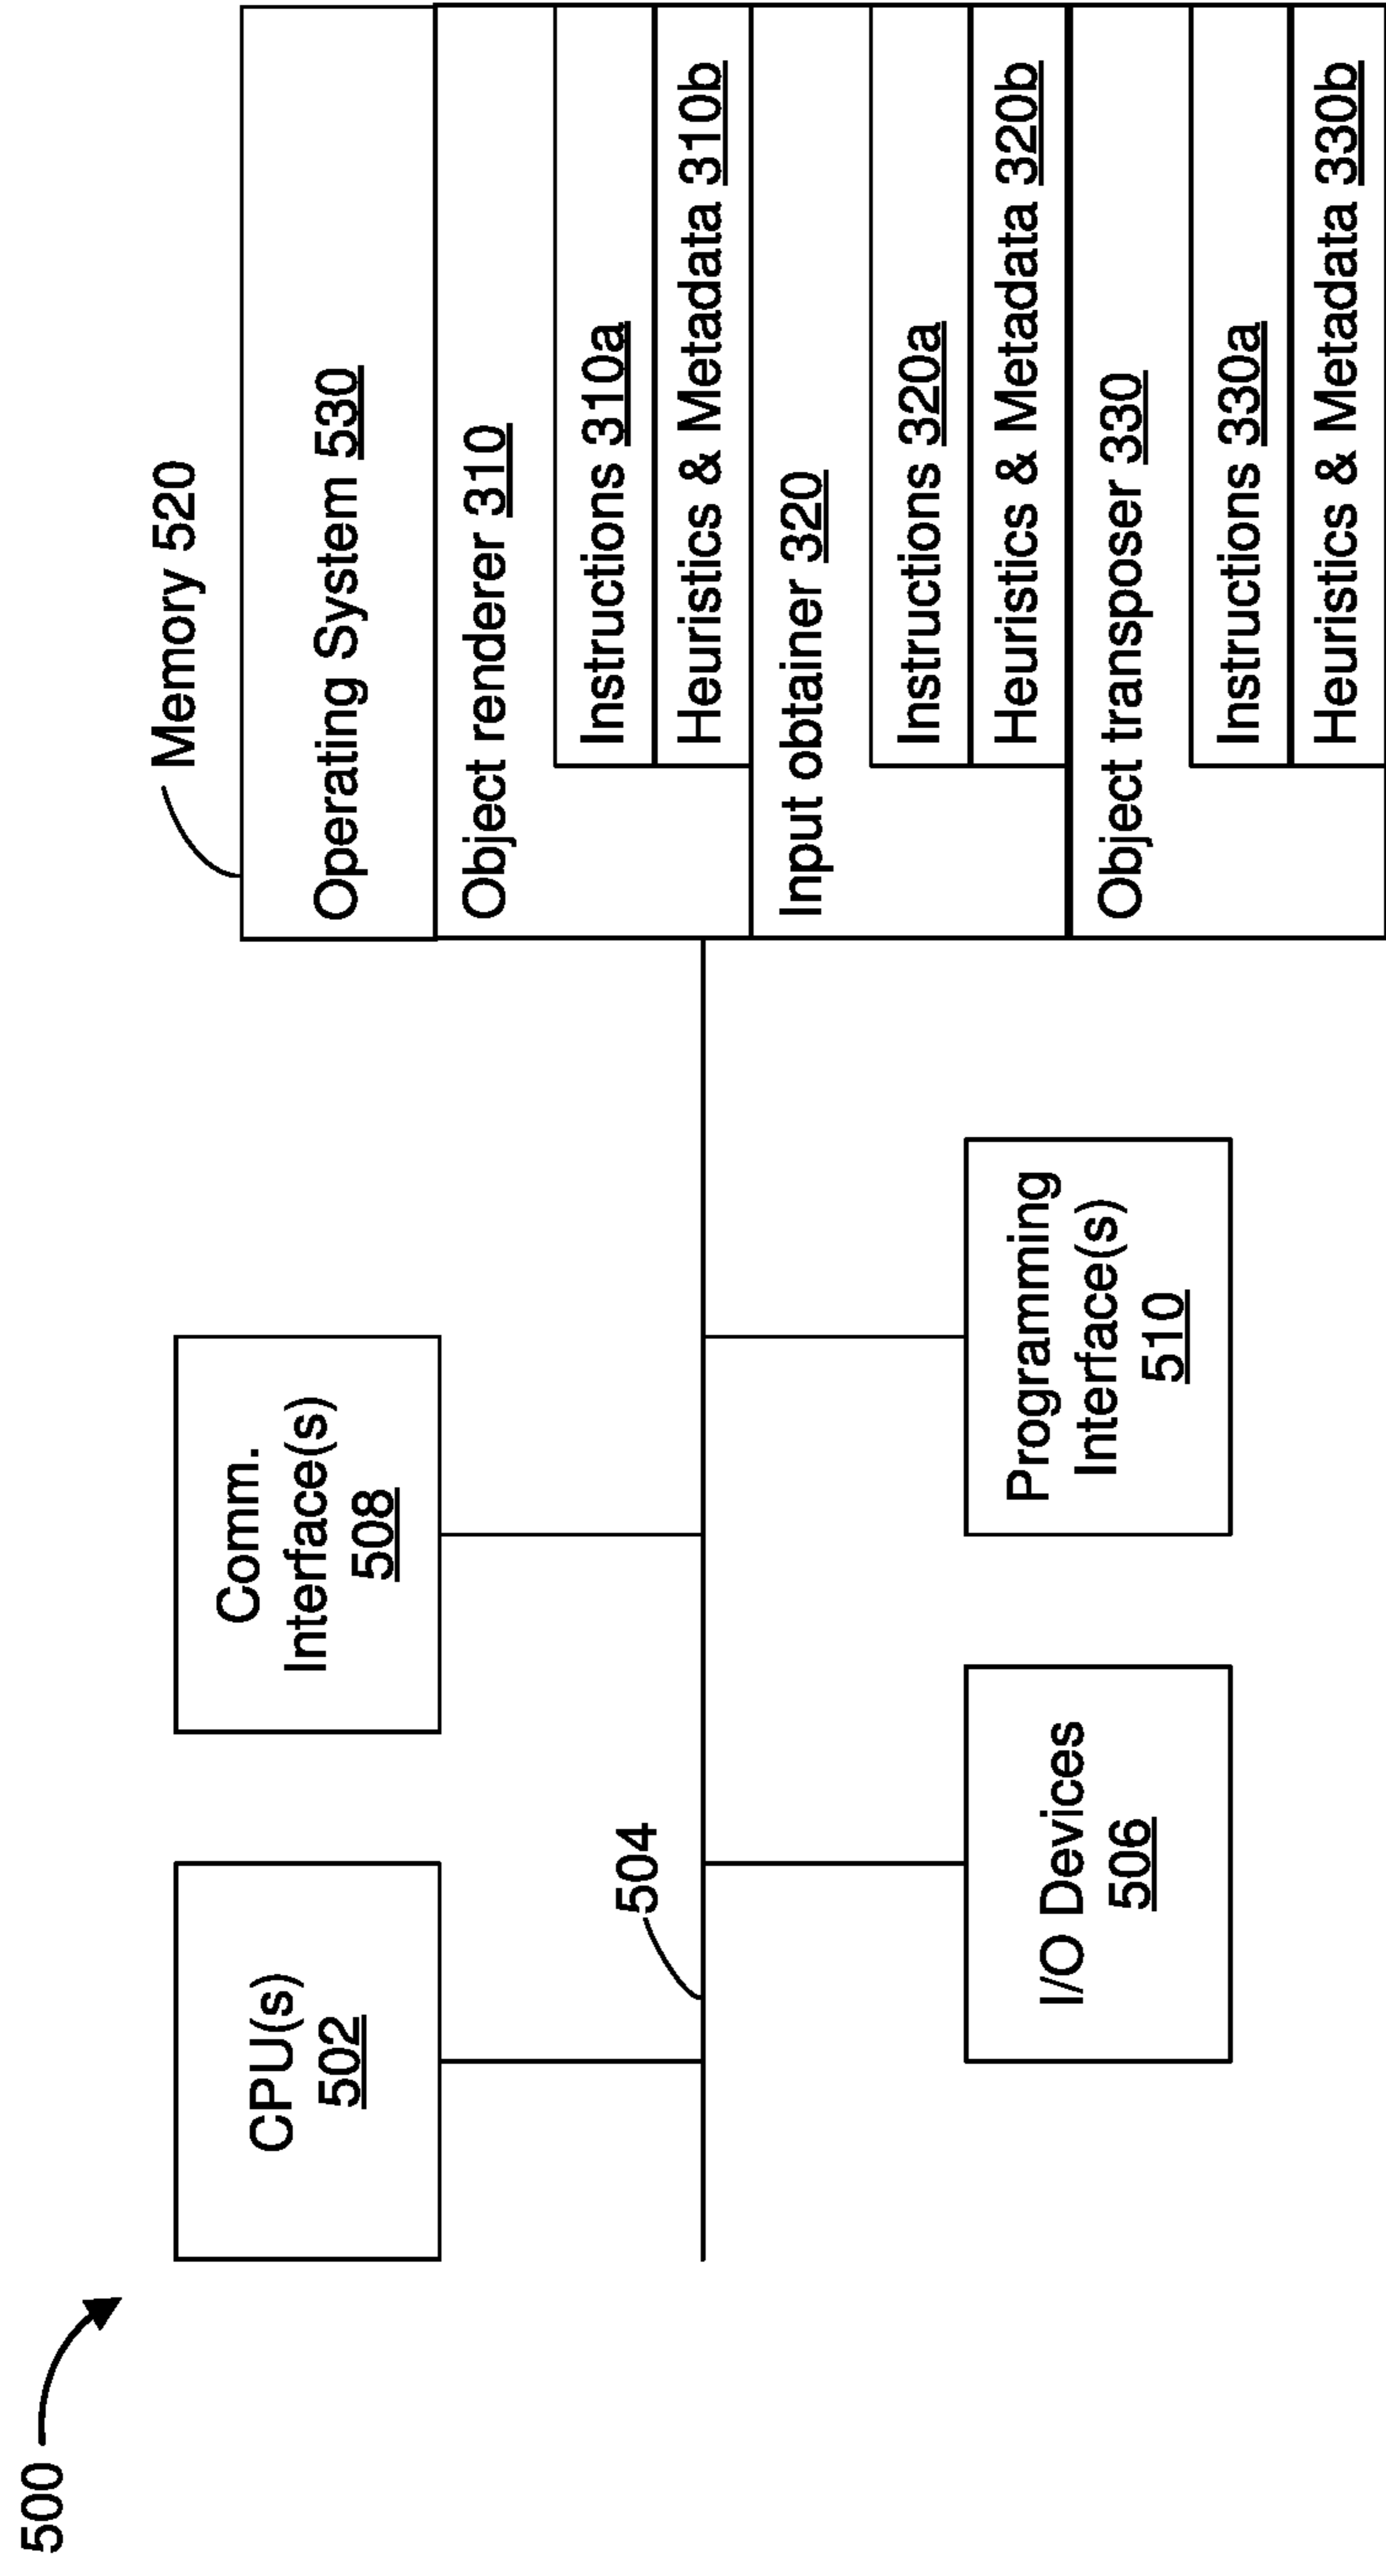 500
CPU(s)
502
Comm.
Interface(s)
508
504
I/O Devices
506
Programming
Interface(s)
510
Memory 520
Operating System 530
Object renderer 310
Instructions 310a
Heuristics & Metadata 310b
Input obtainer 320
Instructions 320a
Heuristics & Metadata 320b
Object transposer 330
Instructions 330a
Heuristics & Metadata 330b